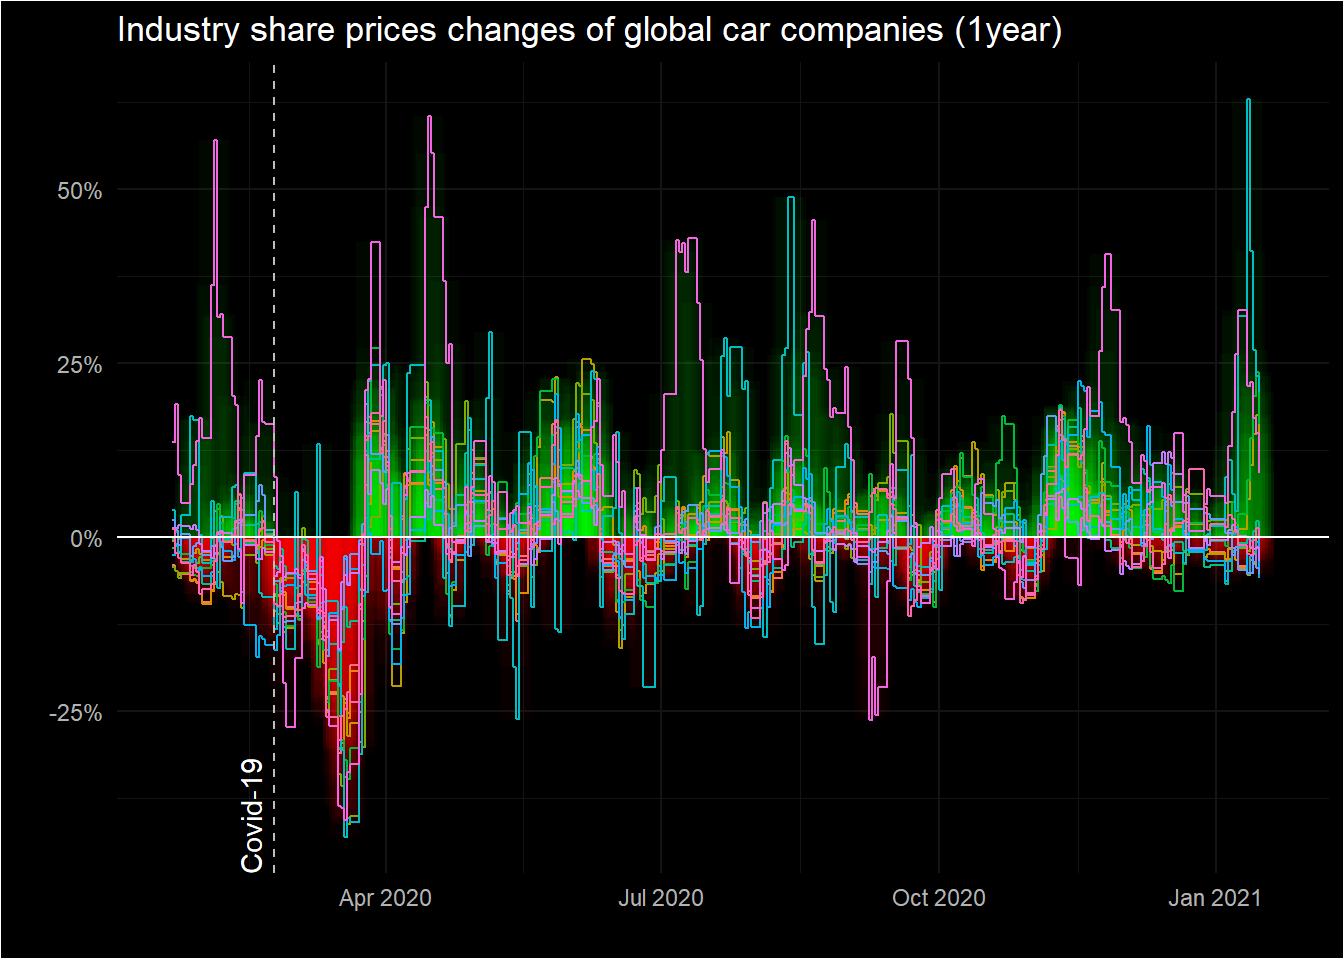 Industry share prices changes of global car companies (1year)
50%
25%
0%
-25%
Covid-19
Apr 2020
Jul 2020
Oct 2020
Jan 2021